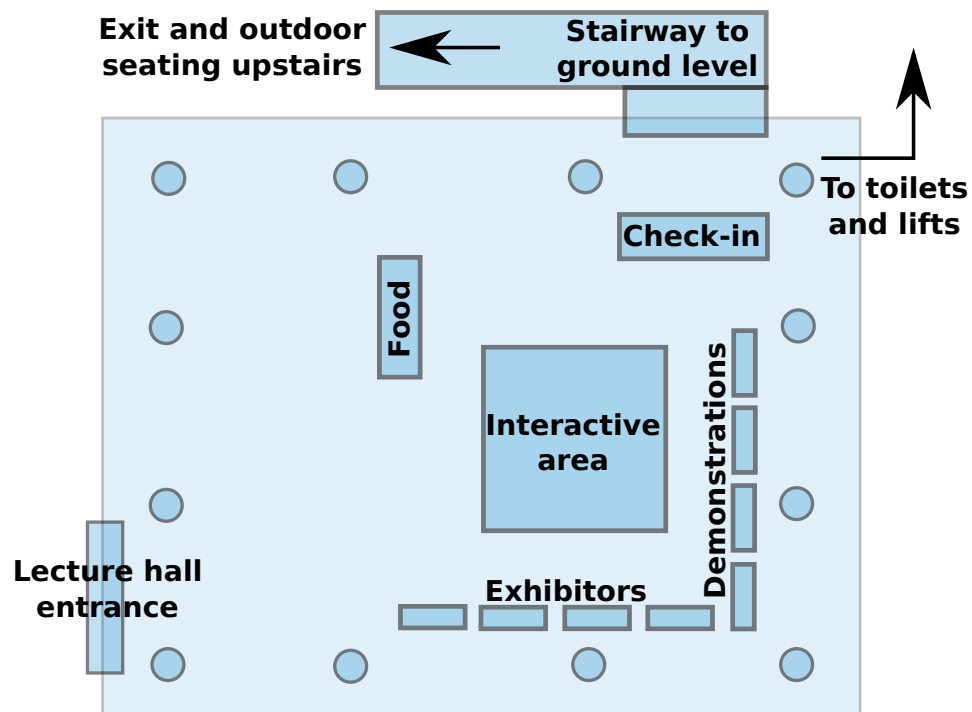 Exit and outdoor
seating upstairs
Stairway to
ground level
To toilets
and lifts
Check-in
Food
Interactive
area
Demonstrations
Lecture hall
entrance
Exhibitors